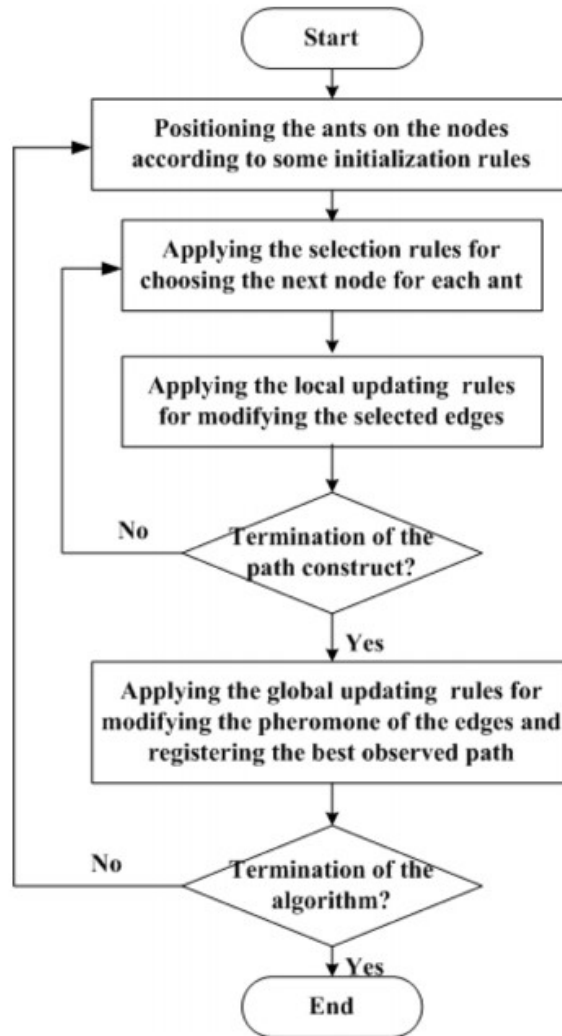 Start
Positioning the ants on the nodes
according to some initialization rules
Applying the selection rules for
choosing the next node for each ant
Applying the local updating rules
for modifying the selected edges
No
Termination of the
path construct?
Yes
Applying the global updating rules for
modifying the pheromone of the edges and
registering the best observed path
No
Termination of the
algorithm?
Yes
End